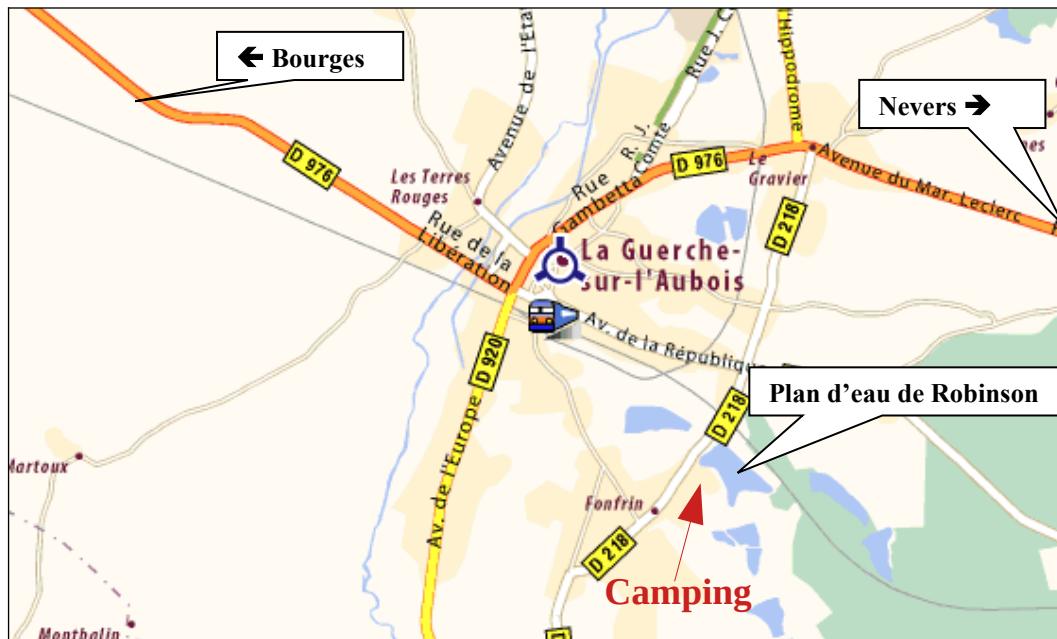 ← Bourges
Nevers →
Avenue de l'Etat
Rue J. C
Hippodrome
D 976
R. J.
Comte
D 976
Le
Gravier
Avenue du Mar. Leclerc
Les Terres
Rouges
Rue
Gambetta
D 218
Rue de la
Libération
La Guerche-
sur-l'Aubois
Av. de la République
D 920
Plan d'eau de Robinson
D 218
Av. de l'Europe
Martoux
Fonfrin
D 218
Camping
Montbalin